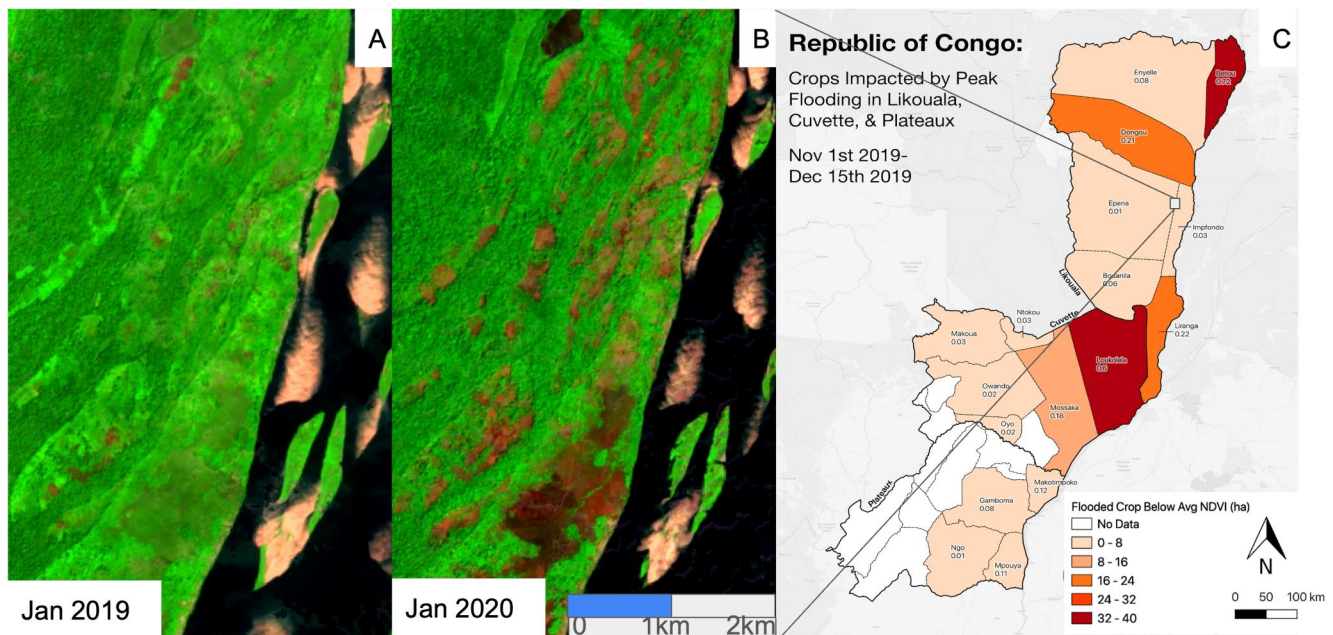 A
Jan 2019
B
Jan 2020
0 1km 2km
C
Republic of Congo:
Crops Impacted by Peak
Flooding in Likouala,
Cuvette, & Plateaux
Nov 1st 2019-
Dec 15th 2019
Enyelle
0.08
Betou
0.72
Dongou
0.21
Epena
0.01
Impfondo
0.03
Bouanila
0.06
Likouala
Cuvette
Ntokou
0.03
Makoua
0.03
Liranga
0.22
Loukolela
0.6
Owando
0.02
Mossaka
0.18
Oyo
0.02
Plateaux
Makotimpoko
0.12
Gamboma
0.08
Ngo
0.01
Mpouya
0.11
Flooded Crop Below Avg NDVI (ha)
No Data
0 - 8
8 - 16
16 - 24
24 - 32
32 - 40
N
0 50 100 km